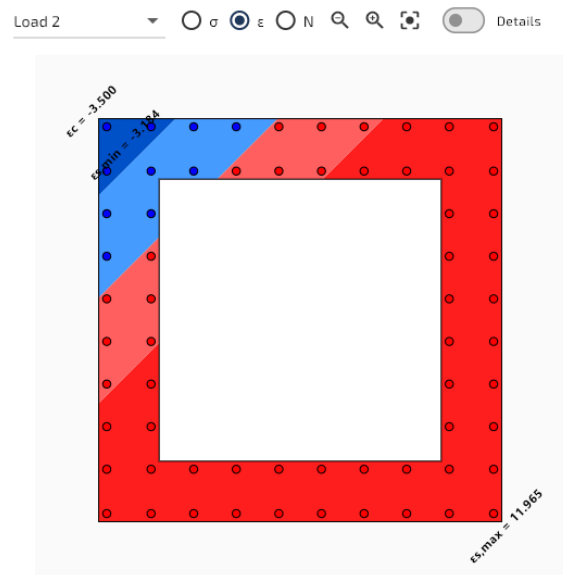 Load 2
σ
ε
N
Details
εc = -3.500
εs,min = -3.184
εs,max = 11.965